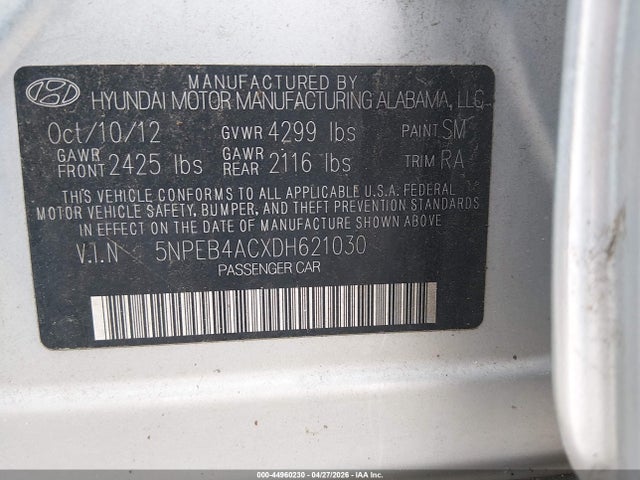 MANUFACTURED BY
HYUNDAI MOTOR MANUFACTURING ALABAMA, LLC
Oct/10/12 GVWR 4299 lbs PAINT SM
GAWR FRONT 2425 lbs GAWR REAR 2116 lbs TRIM RA
THIS VEHICLE CONFORMS TO ALL APPLICABLE U.S.A. FEDERAL
MOTOR VEHICLE SAFETY, BUMPER, AND THEFT PREVENTION STANDARDS
IN EFFECT ON THE DATE OF MANUFACTURE SHOWN ABOVE.
V.I.N 5NPEB4ACXDH621030
PASSENGER CAR
000-44960230 - 04/27/2026 - IAA Inc.